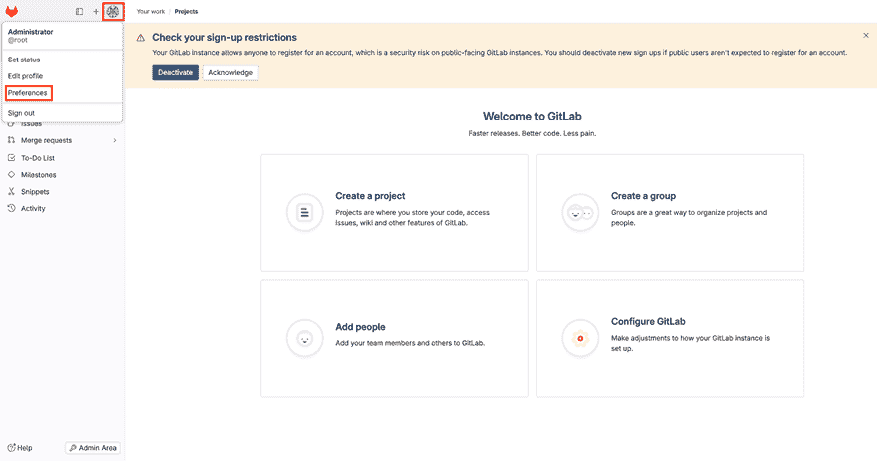 Your work / Projects
Administrator
@root
Set status
Edit profile
Preferences
Sign out
Issues
Merge requests
To-Do List
Milestones
Snippets
Activity
Help
Admin Area
Check your sign-up restrictions
Your GitLab instance allows anyone to register for an account, which is a security risk on public-facing GitLab instances. You should deactivate new sign ups if public users aren't expected to register for an account.
Deactivate
Acknowledge
Welcome to GitLab
Faster releases. Better code. Less pain.
Create a project
Projects are where you store your code, access
issues, wiki and other features of GitLab.
Create a group
Groups are a great way to organize projects and
people.
Add people
Add your team members and others to GitLab.
Configure GitLab
Make adjustments to how your GitLab instance is
set up.